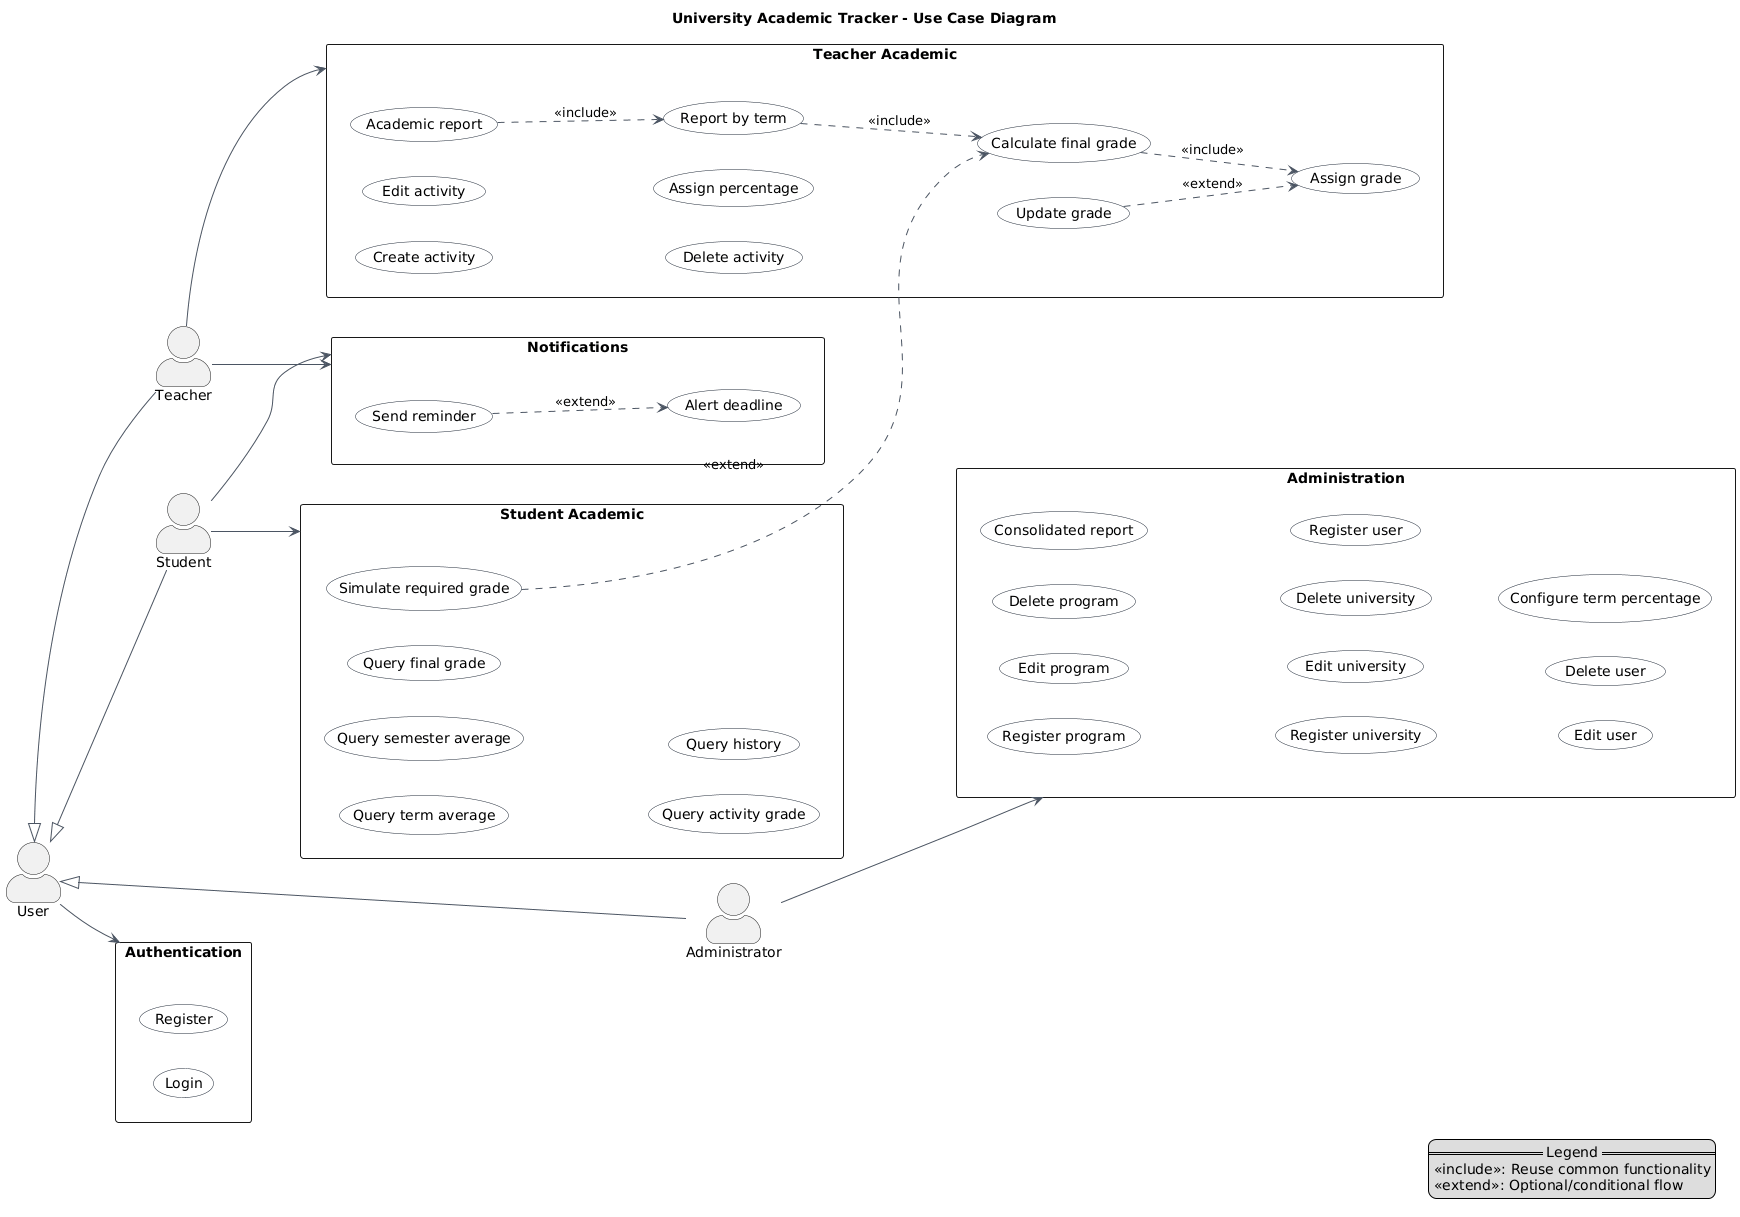 University Academic Tracker - Use Case Diagram
Teacher Academic
Academic report
«include»
Report by term
«include»
Calculate final grade
«include»
Assign grade
Edit activity
Assign percentage
«extend»
Update grade
Create activity
Delete activity
Teacher
Notifications
Send reminder
«extend»
Alert deadline
«extend»
Student
Student Academic
Simulate required grade
Query final grade
Query semester average
Query history
Query term average
Query activity grade
Administration
Consolidated report
Register user
Delete program
Delete university
Configure term percentage
Edit program
Edit university
Delete user
Register program
Register university
Edit user
User
Administrator
Authentication
Register
Login
Legend
«include»: Reuse common functionality
«extend»: Optional/conditional flow